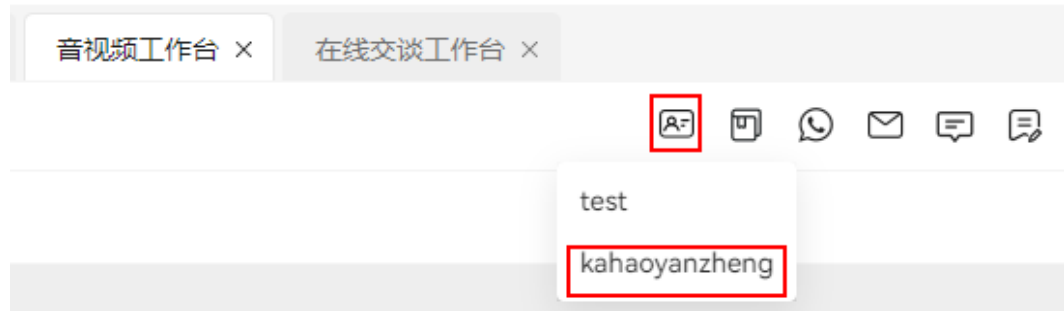 音视频工作台 ×
在线交谈工作台 ×
test
kahaoyanzheng